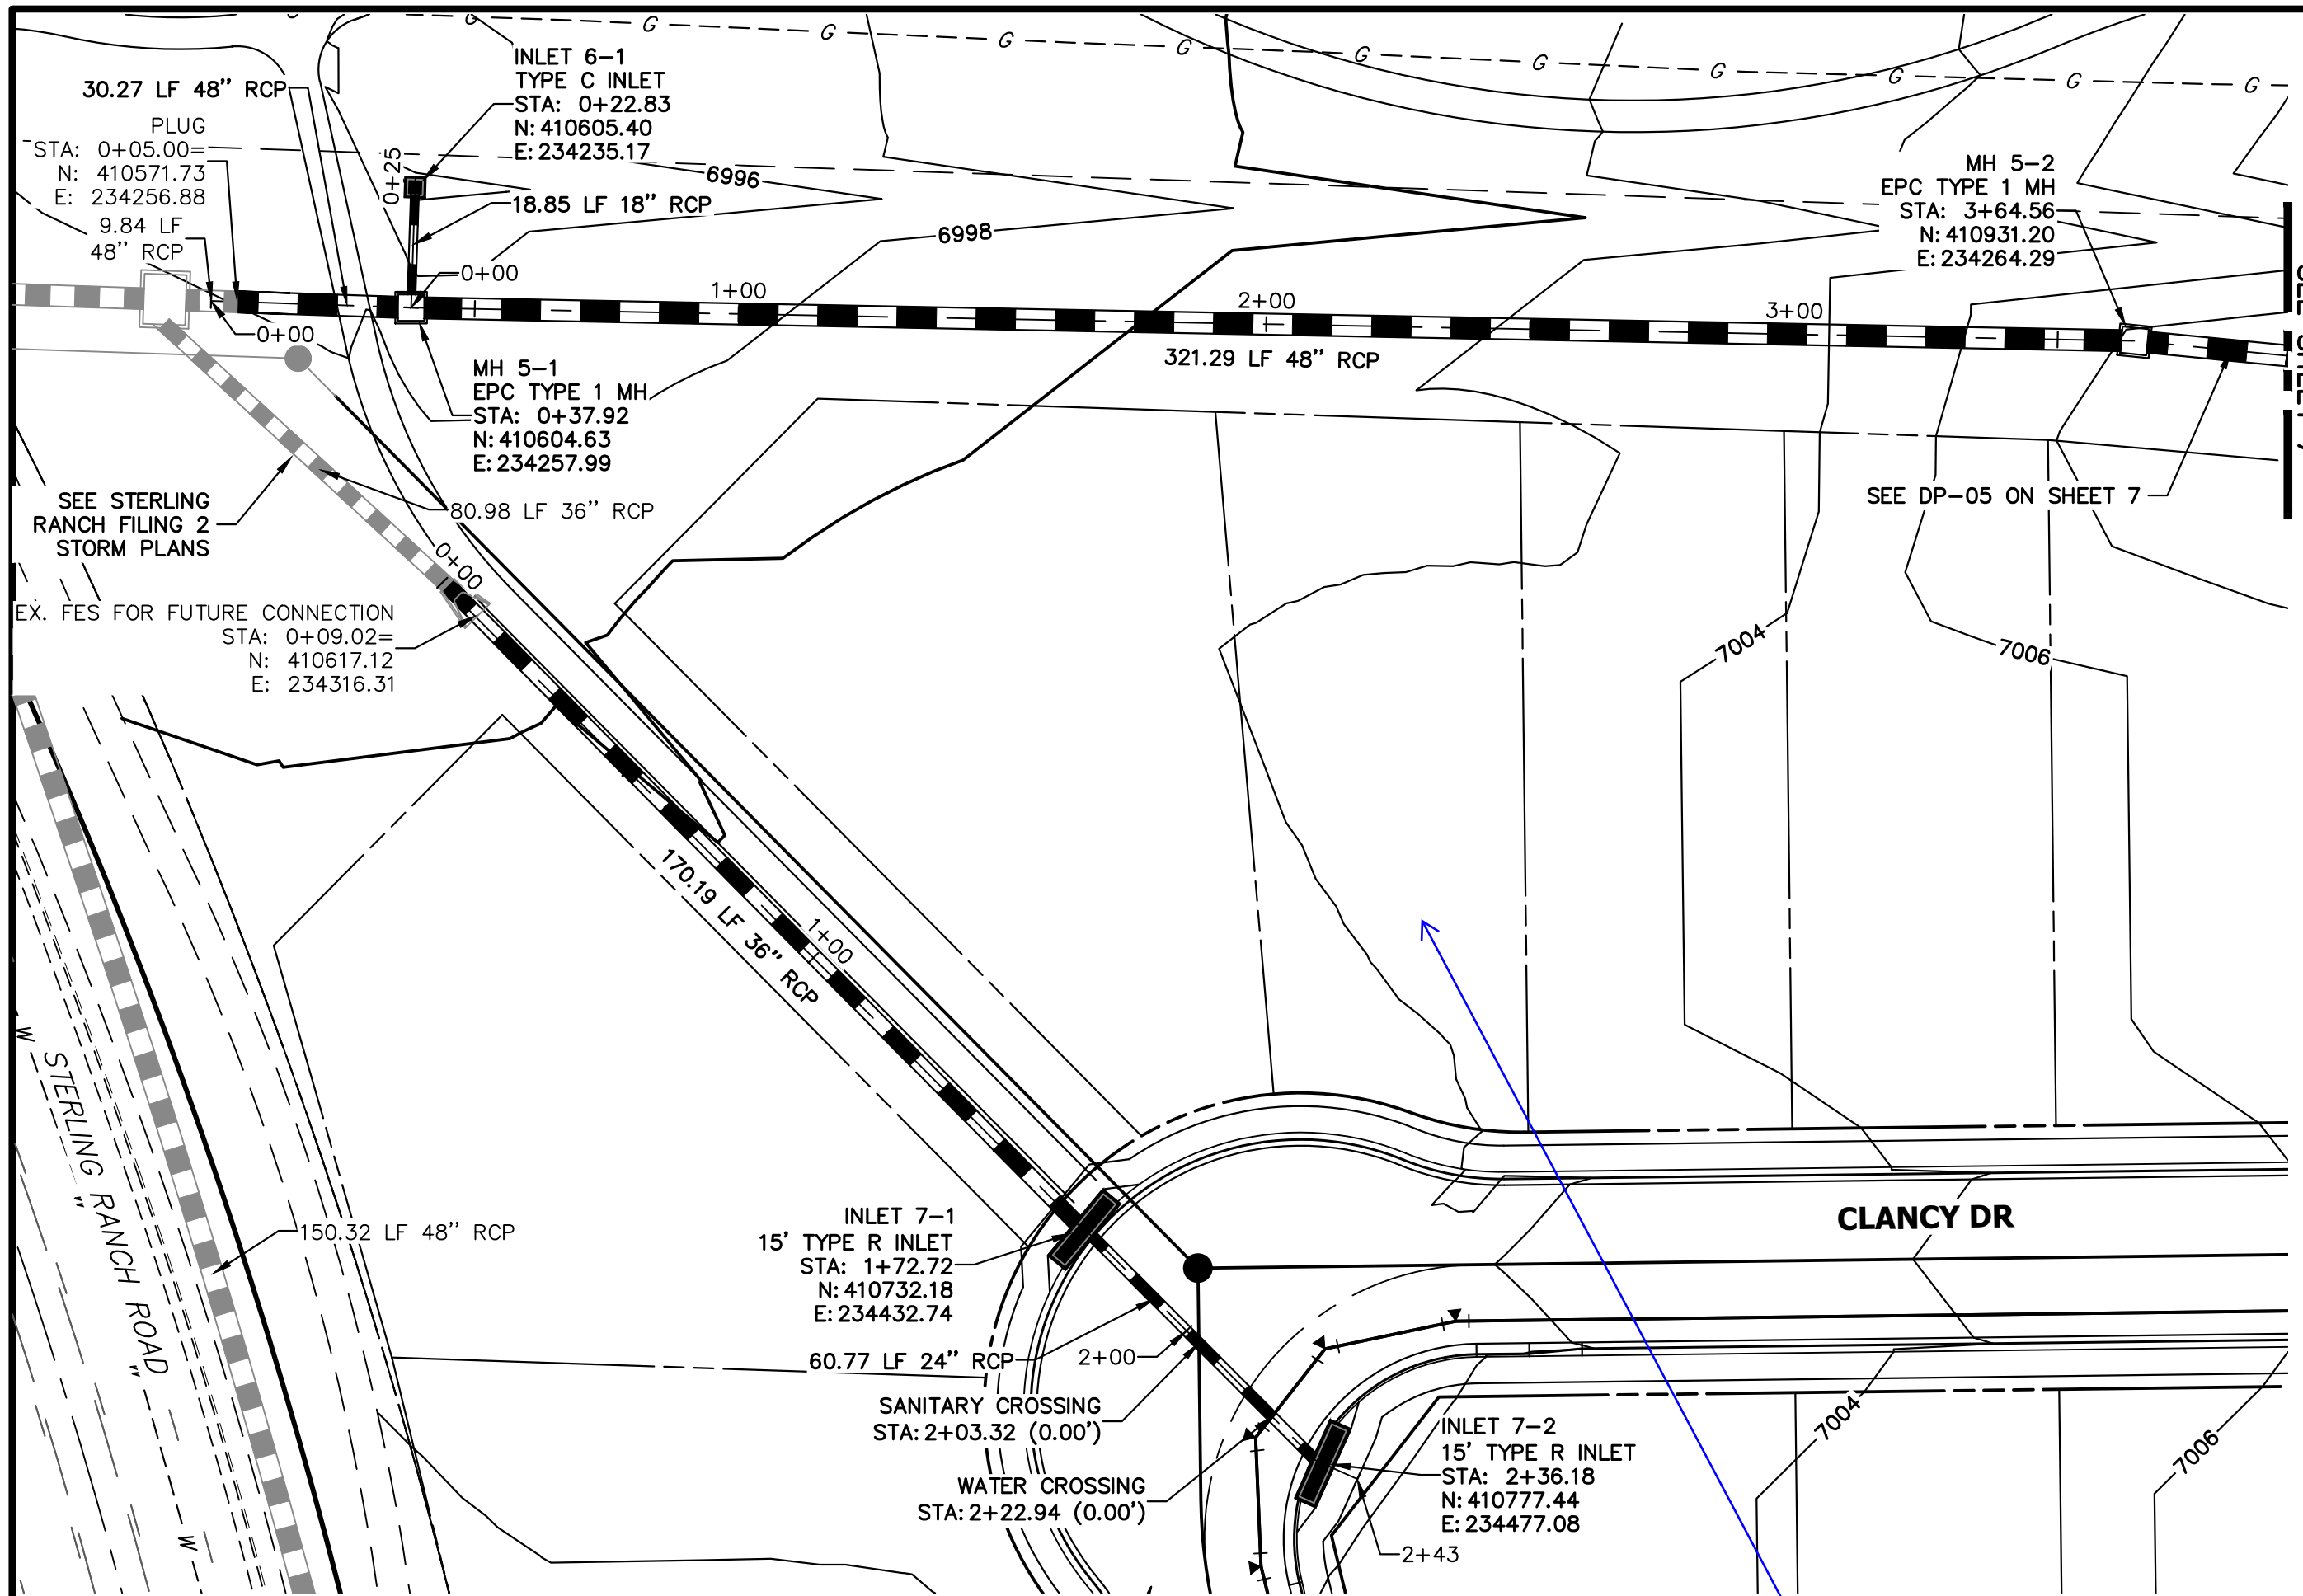 G G G G G G G G G G G G
INLET 6-1
TYPE C INLET
STA: 0+22.83
N: 410605.40
E: 234235.17
30.27 LF 48" RCP
PLUG
STA: 0+05.00=
N: 410571.73
E: 234256.88
9.84 LF
48" RCP
0+25
18.85 LF 18" RCP
6996
6998
MH 5-2
EPC TYPE 1 MH
STA: 3+64.56
N: 410931.20
E: 234264.29
0+00
0+00
1+00
2+00
3+00
321.29 LF 48" RCP
MH 5-1
EPC TYPE 1 MH
STA: 0+37.92
N: 410604.63
E: 234257.99
SEE STERLING
RANCH FILING 2
STORM PLANS
80.98 LF 36" RCP
SEE DP-05 ON SHEET 7
0+00
EX. FES FOR FUTURE CONNECTION
STA: 0+09.02=
N: 410617.12
E: 234316.31
7004
7006
170.19 LF 36" RCP
1+00
W
STERLING RANCH ROAD
150.32 LF 48" RCP
W
INLET 7-1
15' TYPE R INLET
STA: 1+72.72
N: 410732.18
E: 234432.74
CLANCY DR
60.77 LF 24" RCP
2+00
SANITARY CROSSING
STA: 2+03.32 (0.00')
WATER CROSSING
STA: 2+22.94 (0.00')
INLET 7-2
15' TYPE R INLET
STA: 2+36.18
N: 410777.44
E: 234477.08
2+43
7004
7006